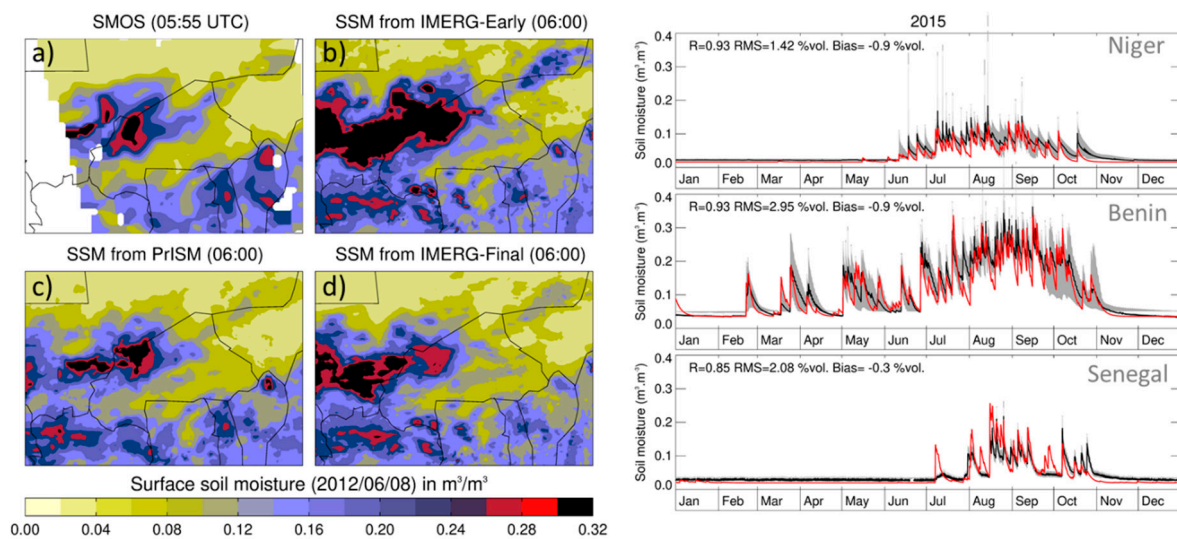 SMOS (05:55 UTC)
SSM from IMERG-Early (06:00)
a)
b)
SSM from PrISM (06:00)
SSM from IMERG-Final (06:00)
c)
d)
Surface soil moisture (2012/06/08) in m³/m³
0.00 0.04 0.08 0.12 0.16 0.20 0.24 0.28 0.32
2015
R=0.93 RMS=1.42 %vol. Bias= -0.9 %vol.
Niger
Soil moisture (m³.m³)
0.4
0.3
0.2
0.1
0.0
Jan Feb Mar Apr May Jun Jul Aug Sep Oct Nov Dec
R=0.93 RMS=2.95 %vol. Bias= -0.9 %vol.
Benin
Soil moisture (m³.m³)
0.4
0.3
0.2
0.1
0.0
Jan Feb Mar Apr May Jun Jul Aug Sep Oct Nov Dec
R=0.85 RMS=2.08 %vol. Bias= -0.3 %vol.
Senegal
Soil moisture (m³.m³)
0.4
0.3
0.2
0.1
0.0
Jan Feb Mar Apr May Jun Jul Aug Sep Oct Nov Dec